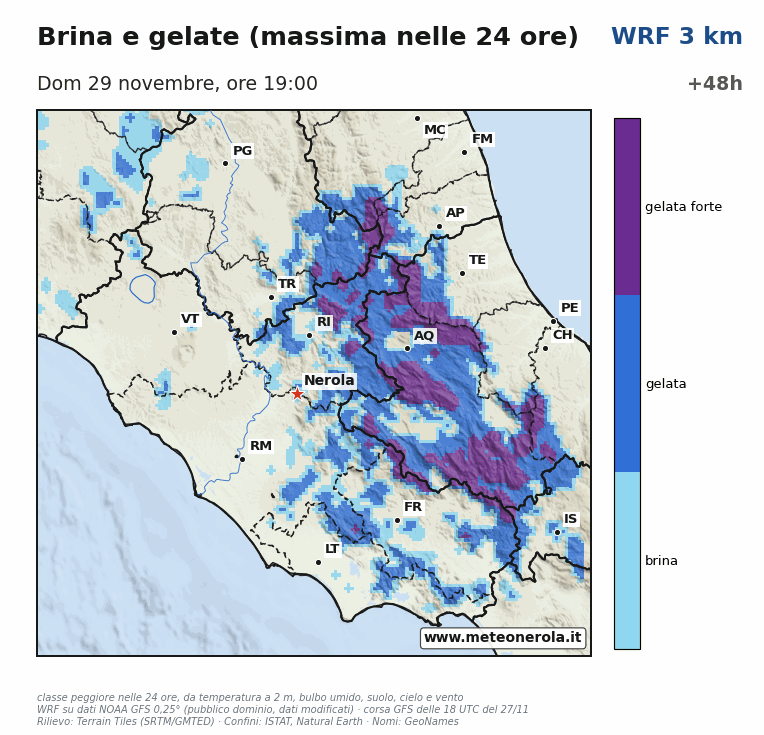 Brina e gelate (massima nelle 24 ore)
WRF 3 km
Dom 29 novembre, ore 19:00
+48h
MC
FM
PG
AP
TE
TR
PE
VT
RI
AQ
CH
Nerola
RM
FR
IS
LT
www.meteonerola.it
gelata forte
gelata
brina
classe peggiore nelle 24 ore, da temperatura a 2 m, bulbo umido, suolo, cielo e vento
WRF su dati NOAA GFS 0,25° (pubblico dominio, dati modificati) · corsa GFS delle 18 UTC del 27/11
Rilievo: Terrain Tiles (SRTM/GMTED) · Confini: ISTAT, Natural Earth · Nomi: GeoNames